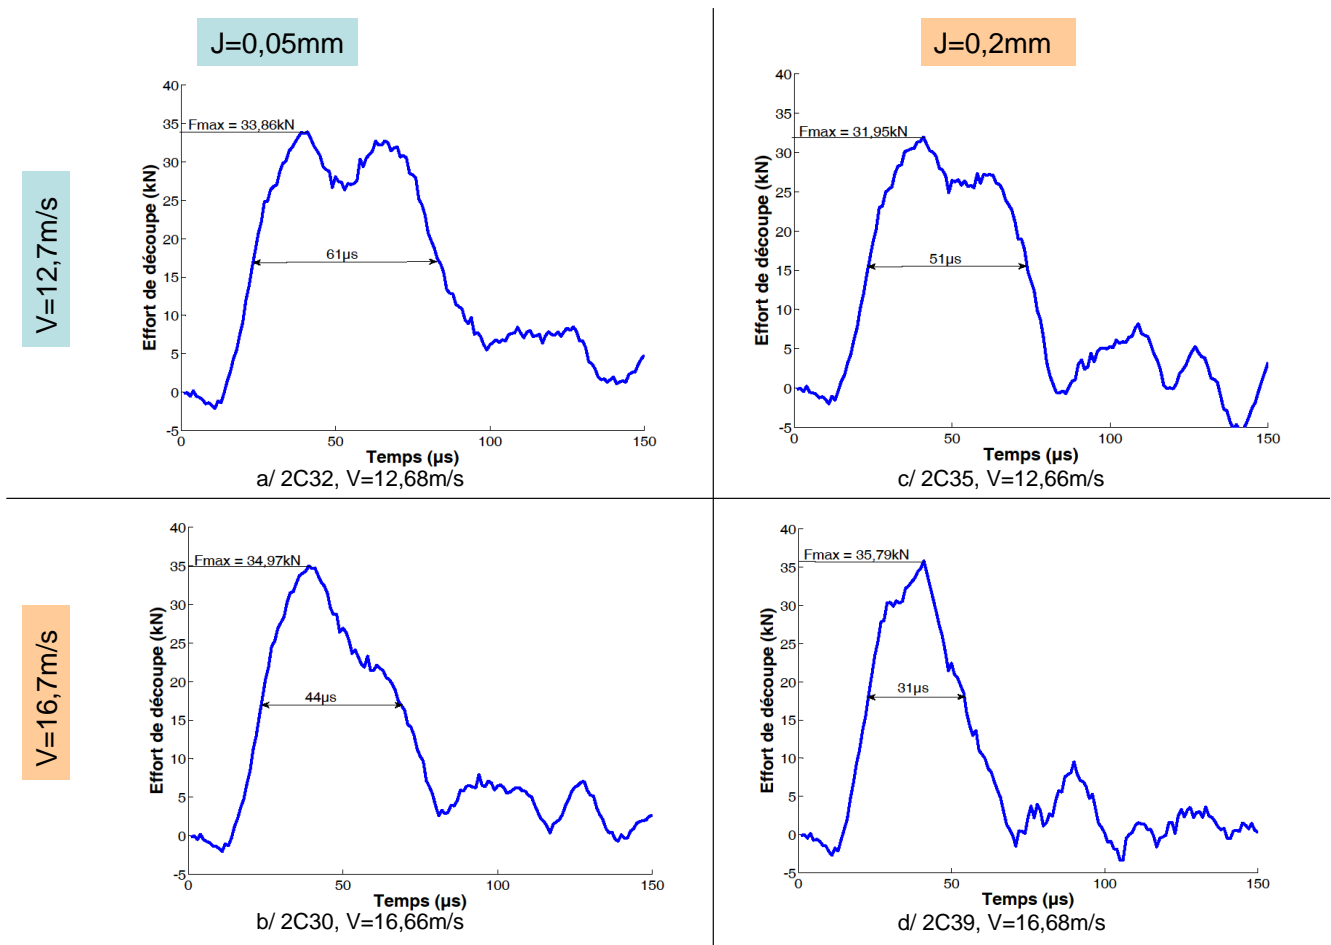 J=0,05mm
J=0,2mm
V=12,7m/s
V=16,7m/s
Effort de découpe (kN)
40
35
30
25
20
15
10
5
0
-5
Fmax = 33,86kN
61µs
0
50
100
150
Temps (µs)
a/ 2C32, V=12,68m/s
Effort de découpe (kN)
40
35
30
25
20
15
10
5
0
-5
Fmax = 31,95kN
51µs
0
50
100
150
Temps (µs)
c/ 2C35, V=12,66m/s
Effort de découpe (kN)
40
35
30
25
20
15
10
5
0
-5
Fmax = 34,97kN
44µs
0
50
100
150
Temps (µs)
b/ 2C30, V=16,66m/s
Effort de découpe (kN)
40
35
30
25
20
15
10
5
0
-5
Fmax = 35,79kN
31µs
0
50
100
150
Temps (µs)
d/ 2C39, V=16,68m/s